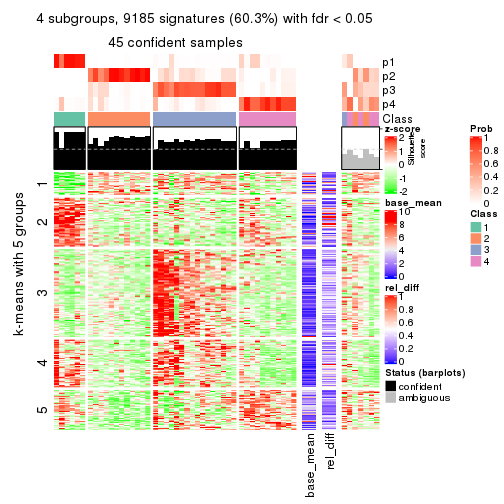 4 subgroups, 9185 signatures (60.3%) with fdr < 0.05
45 confident samples
p1
p2
p3
p4
Class
z-score
2
1
0
-1
-2
Silhouette
score
base_mean
10
8
6
4
2
0
rel_diff
1
0.8
0.6
0.4
0.2
0
Status (barplots)
confident
ambiguous
Prob
1
0.8
0.6
0.4
0.2
0
Class
1
2
3
4
k-means with 5 groups
1
2
3
4
5
base_mean
rel_diff